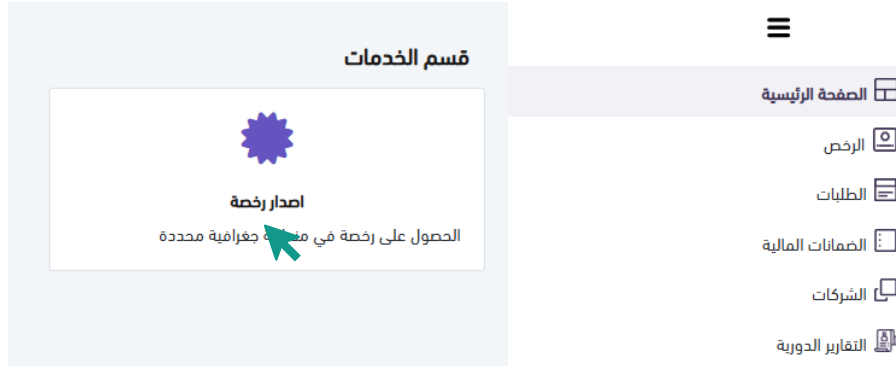 الصفحة الرئيسية
الرخص
الطلبات
الضمانات المالية
الشركات
التقارير الدورية
قسم الخدمات
اصدار رخصة
الحصول على رخصة في جغرافية محددة